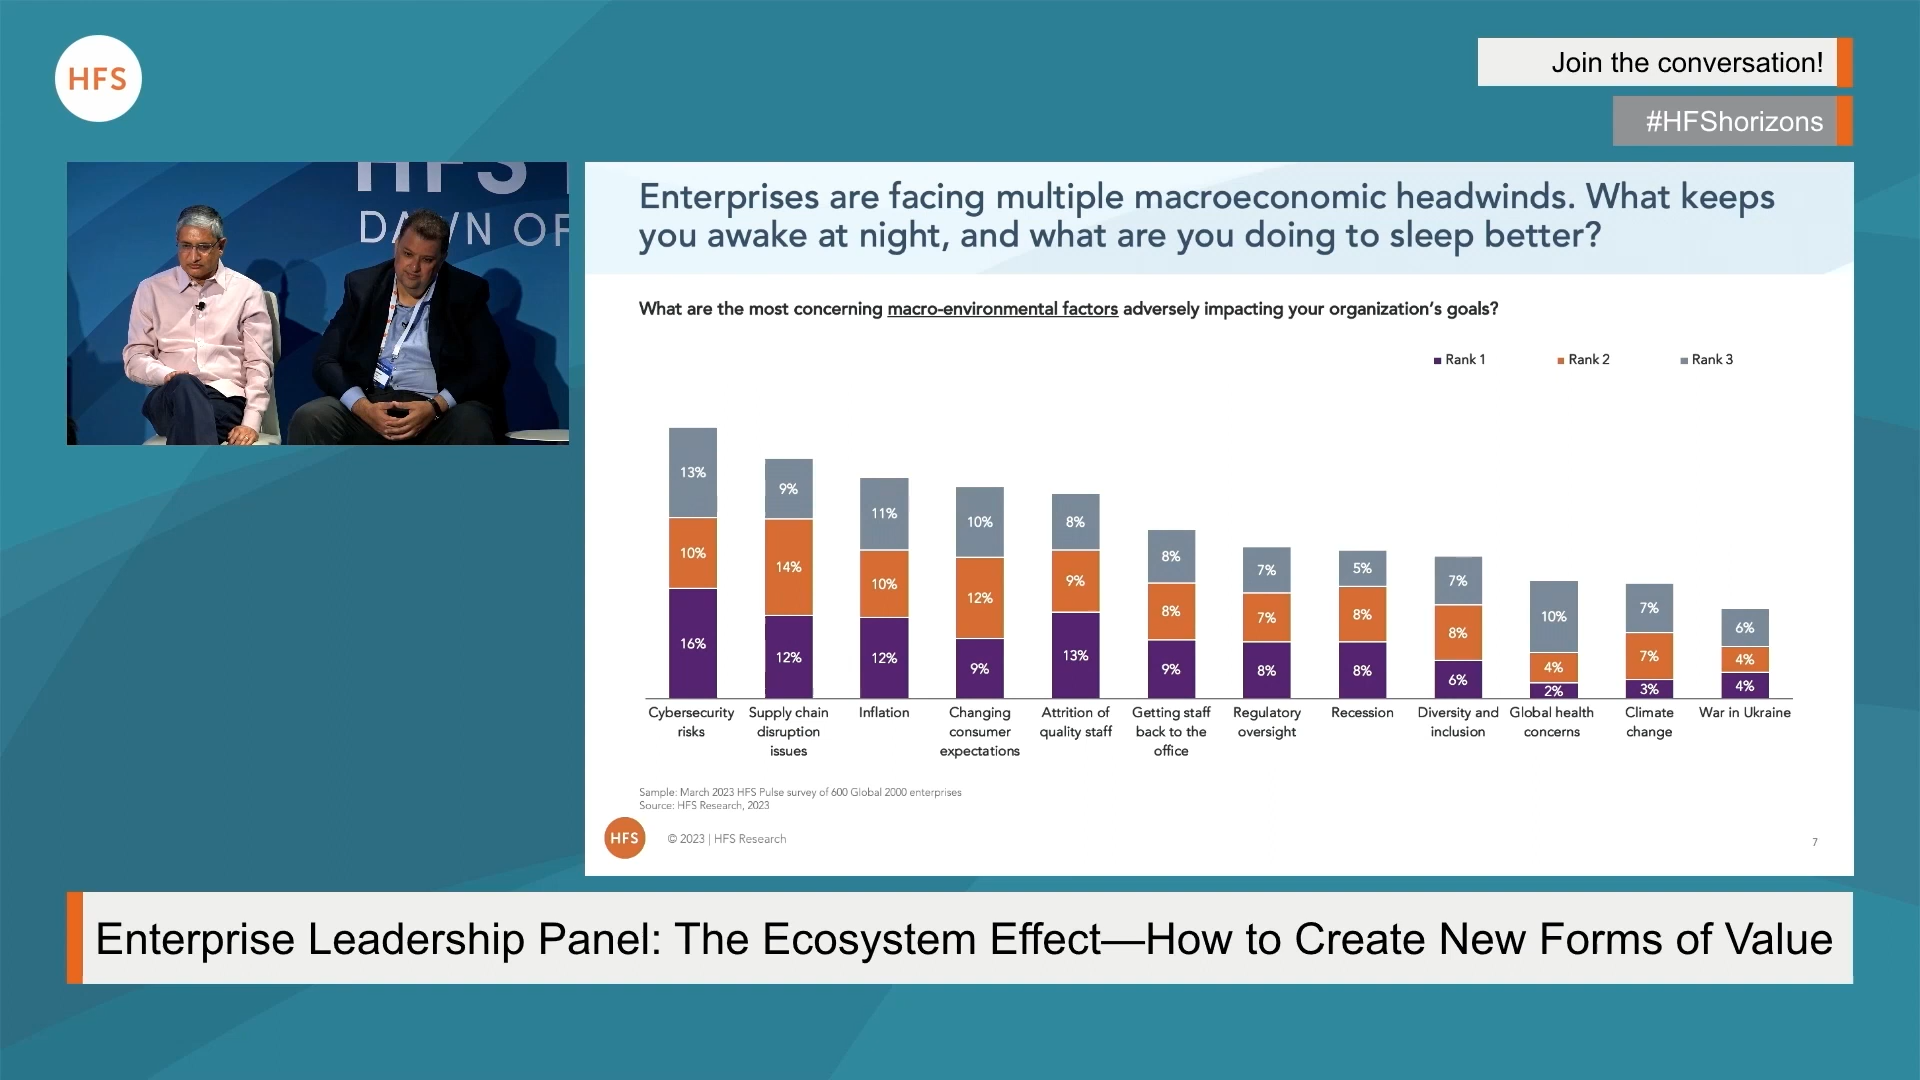 HFS
Join the conversation!
#HFShorizons
HFS
DAWN OF
Enterprises are facing multiple macroeconomic headwinds. What keeps
you awake at night, and what are you doing to sleep better?
What are the most concerning macro-environmental factors adversely impacting your organization's goals?
Rank 1 Rank 2 Rank 3
13% 10% 16%
9% 14% 12%
11% 10% 12%
10% 12% 9%
8% 9% 13%
8% 8% 9%
7% 7% 8%
5% 8% 8%
7% 8% 6%
10% 4% 2%
7% 7% 3%
6% 4% 4%
Cybersecurity
risks
Supply chain
disruption
issues
Inflation
Changing
consumer
expectations
Attrition of
quality staff
Getting staff
back to the
office
Regulatory
oversight
Recession
Diversity and
inclusion
Global health
concerns
Climate
change
War in Ukraine
Sample: March 2023 HFS Pulse survey of 600 Global 2000 enterprises
Source: HFS Research, 2023
HFS © 2023 | HFS Research 7
Enterprise Leadership Panel: The Ecosystem Effect—How to Create New Forms of Value